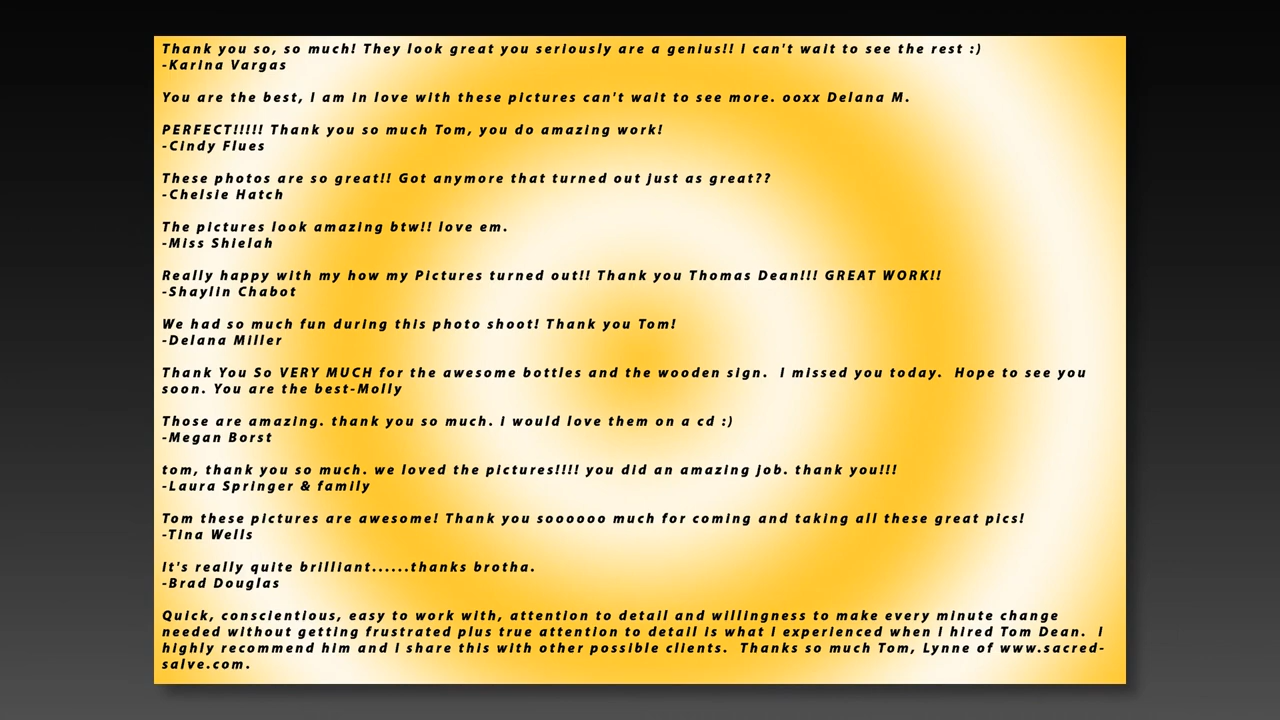 Thank you so, so much! They look great you seriously are a genius!! I can't wait to see the rest :)
-Karina Vargas
You are the best, I am in love with these pictures can't wait to see more. ooxx Delana M.
PERFECT!!!!! Thank you so much Tom, you do amazing work!
-Cindy Flues
These photos are so great!! Got anymore that turned out just as great??
-Chelsie Hatch
The pictures look amazing btw!! love em.
-Miss Shielah
Really happy with my how my Pictures turned out!! Thank you Thomas Dean!!! GREAT WORK!!
-Shaylin Chabot
We had so much fun during this photo shoot! Thank you Tom!
-Delana Miller
Thank You So VERY MUCH for the awesome bottles and the wooden sign.  I missed you today.  Hope to see you
soon. You are the best-Molly
Those are amazing. thank you so much. I would love them on a cd :)
-Megan Borst
tom, thank you so much. we loved the pictures!!!! you did an amazing job. thank you!!!
-Laura Springer & family
Tom these pictures are awesome! Thank you soooooo much for coming and taking all these great pics!
-Tina Wells
It's really quite brilliant......thanks brotha.
-Brad Douglas
Quick, conscientious, easy to work with, attention to detail and willingness to make every minute change
needed without getting frustrated plus true attention to detail is what I experienced when I hired Tom Dean.  I
highly recommend him and I share this with other possible clients.  Thanks so much Tom, Lynne of www.sacred-
salve.com.